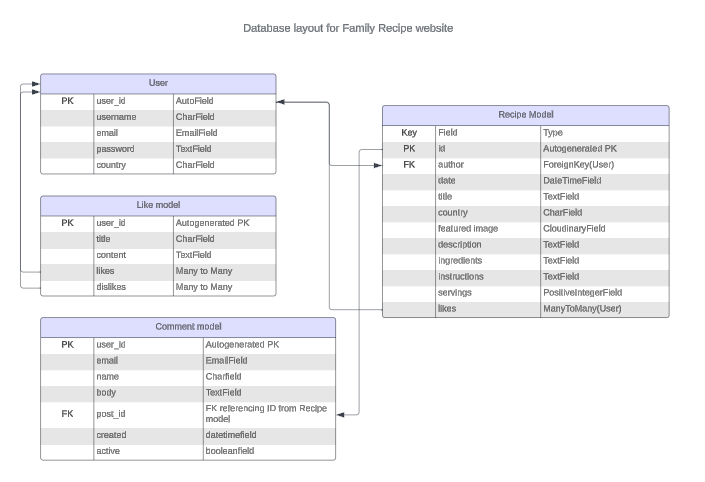 Database layout for Family Recipe website
User
PK user_id AutoField
username CharField
email EmailField
password TextField
country CharField
Like model
PK user_id Autogenerated PK
title CharField
content TextField
likes Many to Many
dislikes Many to Many
Comment model
PK user_id Autogenerated PK
email EmailField
name Charfield
body TextField
FK post_id FK referencing ID from Recipe
model
created datetimefield
active booleanfield
Recipe Model
Key Field Type
PK id Autogenerated PK
FK author ForeignKey(User)
date DateTimeField
title TextField
country CharField
featured image CloudinaryField
description TextField
ingredients TextField
instructions TextField
servings PositiveIntegerField
likes ManyToMany(User)